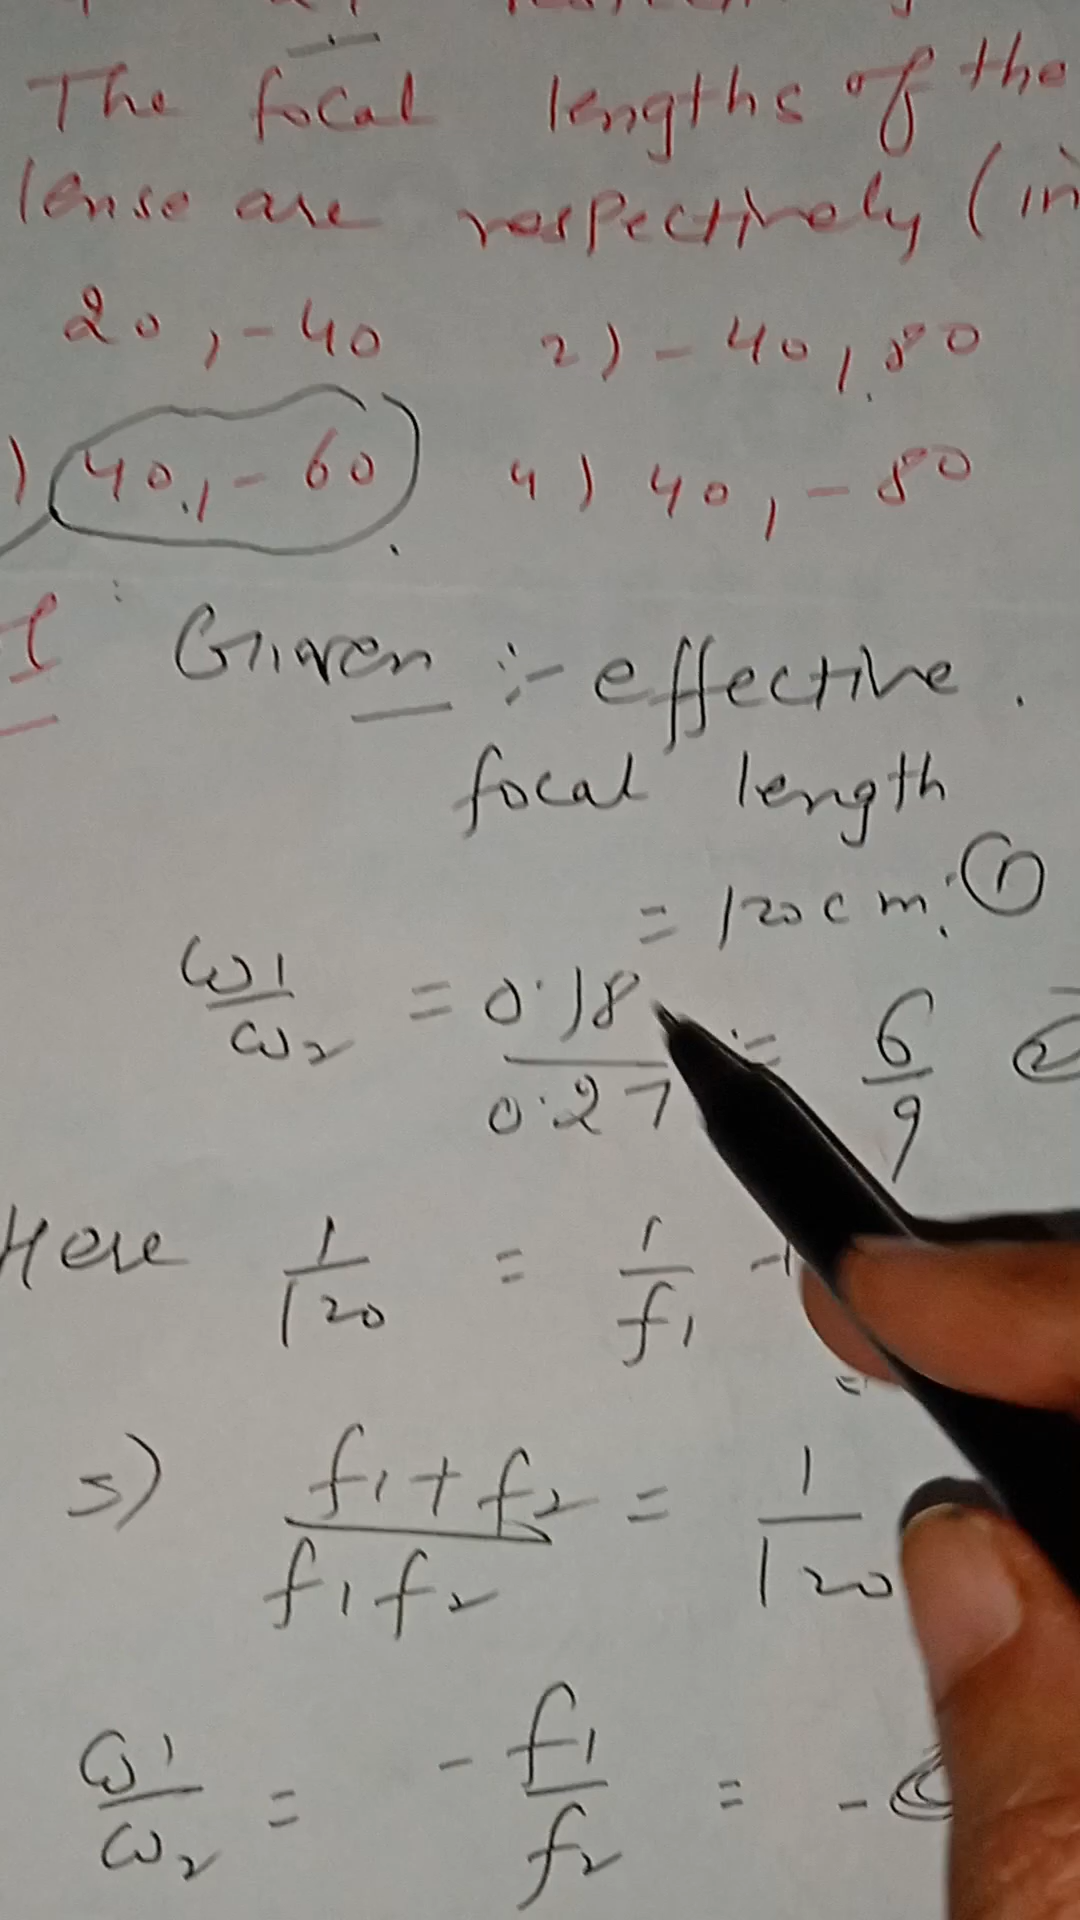 The focal lengths of the
lense are respectively (in
20, -40 2) -40, 80
) 40, -60 4) 40, -80
Given :- effective
focal length
= 120 cm. ①
ω1/ω2 = 0.18/0.27 = 6/9 ②
Here 1/120 = 1/f1 +
f1+f2/f1f2 = 1/120
ω1/ω2 = -f1/f2 = -